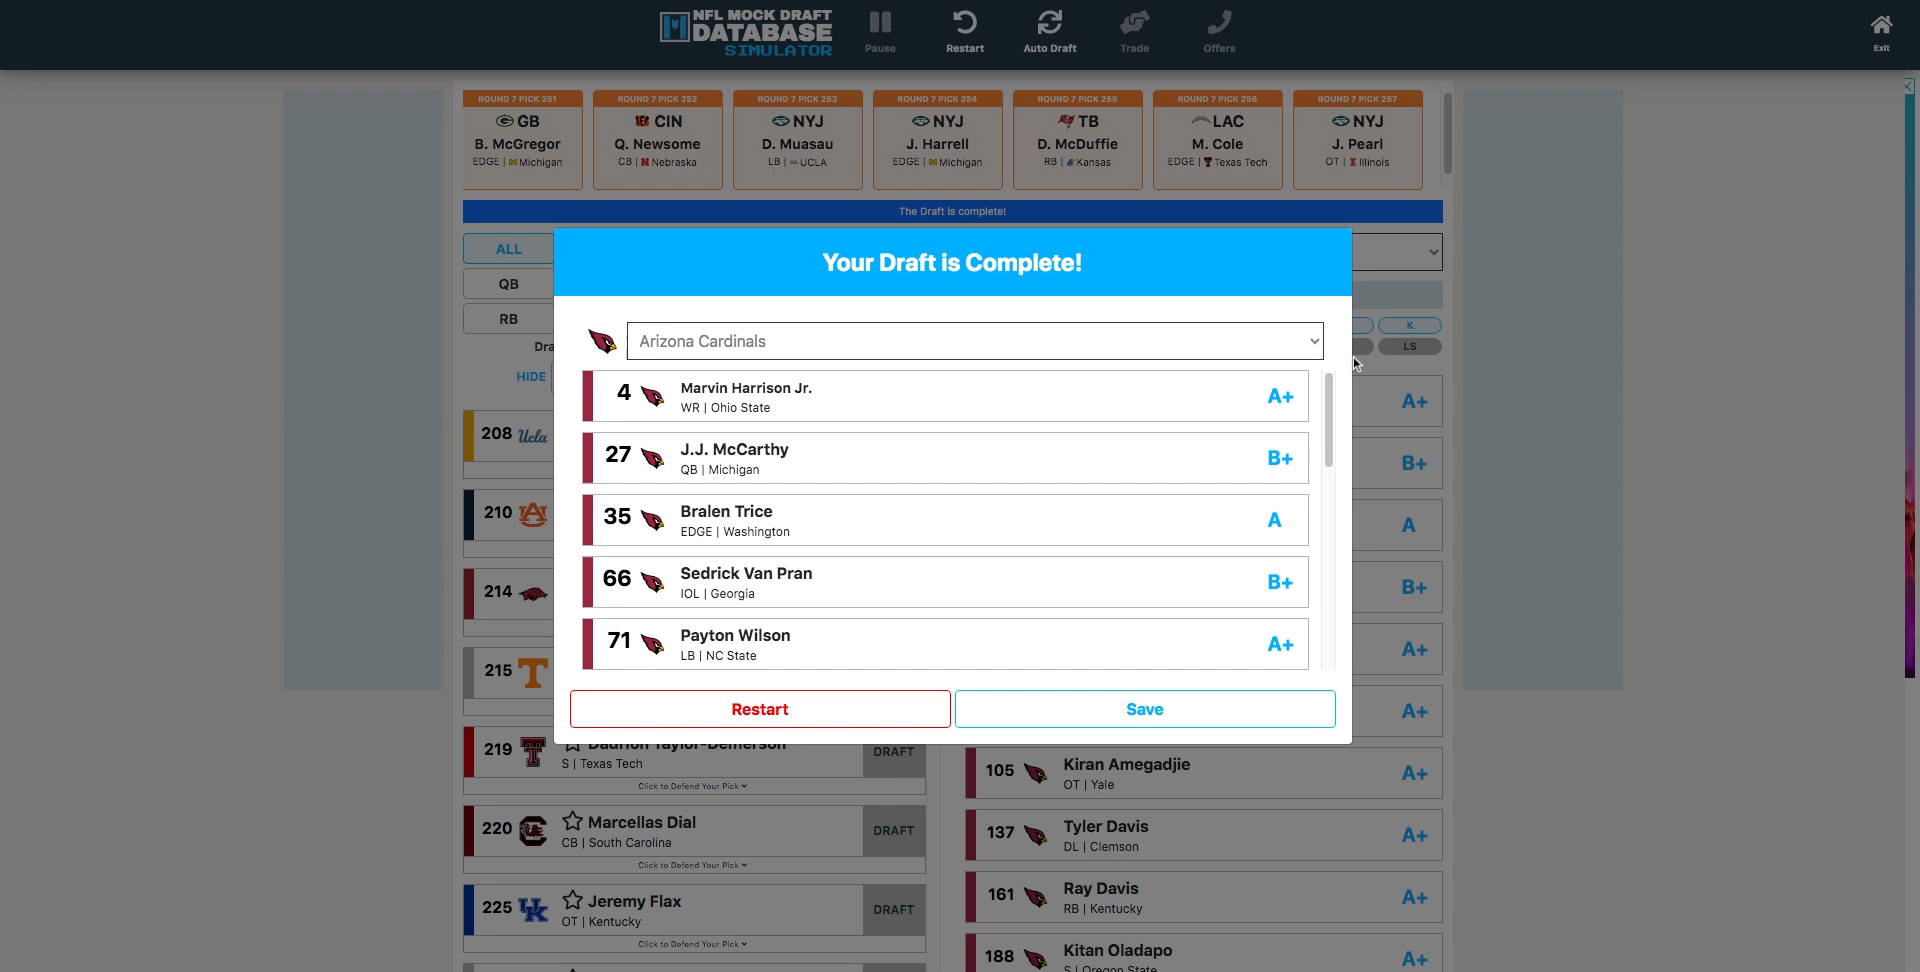 NFL MOCK DRAFT
DATABASE
SIMULATOR
Pause
Restart
Auto Draft
Trade
Offers
Exit
ROUND 7 PICK 251
GB
B. McGregor
EDGE | Michigan
ROUND 7 PICK 252
CIN
Q. Newsome
CB | Nebraska
ROUND 7 PICK 253
NYJ
D. Muasau
LB | UCLA
ROUND 7 PICK 254
NYJ
J. Harrell
EDGE | Michigan
ROUND 7 PICK 255
TB
D. McDuffie
RB | Kansas
ROUND 7 PICK 256
LAC
M. Cole
EDGE | Texas Tech
ROUND 7 PICK 257
NYJ
J. Pearl
OT | Illinois
The Draft is complete!
ALL
QB
RB
Dra
HIDE
K
LS
Your Draft is Complete!
Arizona Cardinals
4 Marvin Harrison Jr. A+
WR | Ohio State
27 J.J. McCarthy B+
QB | Michigan
35 Bralen Trice A
EDGE | Washington
66 Sedrick Van Pran B+
IOL | Georgia
71 Payton Wilson A+
LB | NC State
Restart
Save
208 Ucla
210
214
215
219
S | Texas Tech
DRAFT
Click to Defend Your Pick
220 Marcellas Dial
CB | South Carolina
DRAFT
Click to Defend Your Pick
225 Jeremy Flax
OT | Kentucky
DRAFT
Click to Defend Your Pick
A+
B+
A
B+
A+
A+
105 Kiran Amegadjie A+
OT | Yale
137 Tyler Davis A+
DL | Clemson
161 Ray Davis A+
RB | Kentucky
188 Kitan Oladapo A+
S | Oregon State